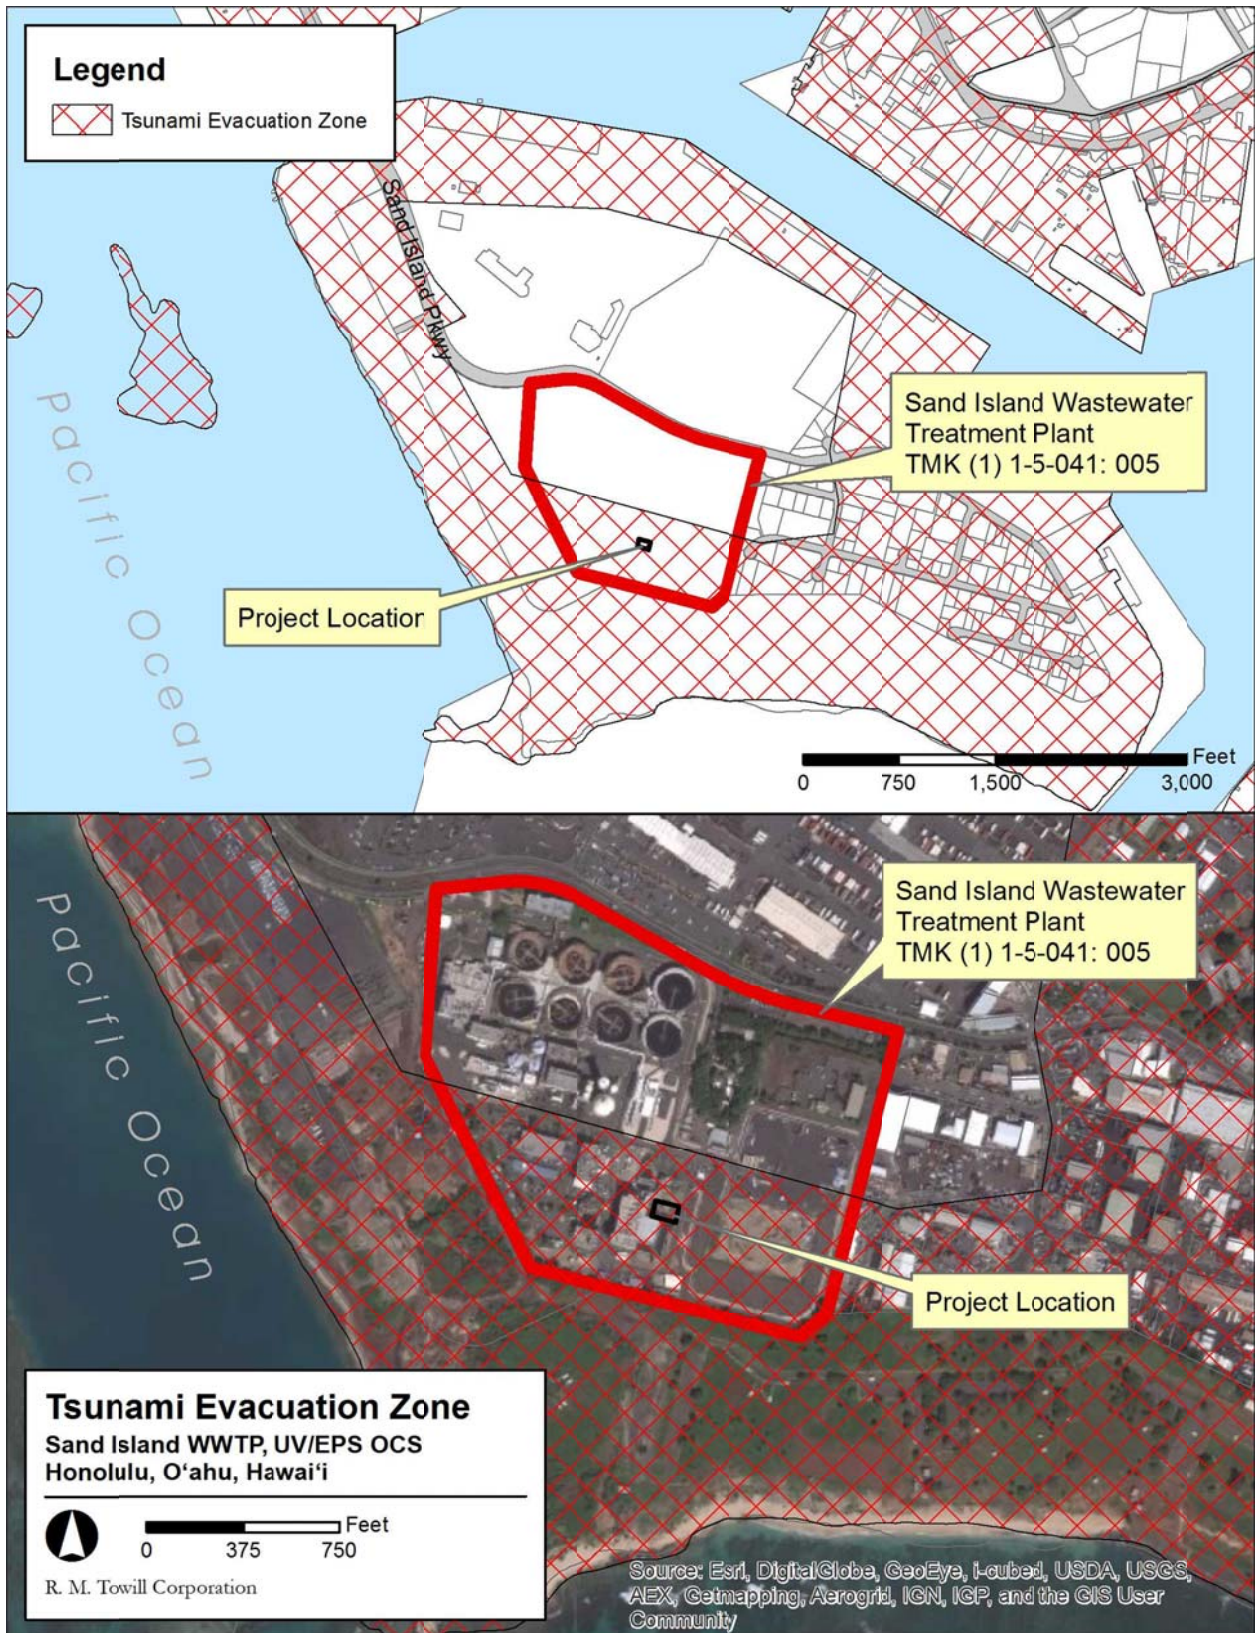 Legend
Tsunami Evacuation Zone
Sand Island Pkwy
Pacific Ocean
Sand Island Wastewater
Treatment Plant
TMK (1) 1-5-041: 005
Project Location
Feet
0 750 1,500 3,000
Pacific Ocean
Sand Island Wastewater
Treatment Plant
TMK (1) 1-5-041: 005
Project Location
Tsunami Evacuation Zone
Sand Island WWTP, UV/EPS OCS
Honolulu, Oʻahu, Hawaiʻi
Feet
0 375 750
R. M. Towill Corporation
Source: Esri, DigitalGlobe, GeoEye, i-cubed, USDA, USGS,
AEX, Getmapping, Aerogrid, IGN, IGP, and the GIS User
Community